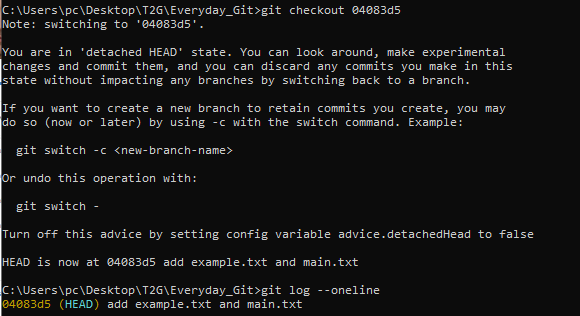 C:\Users\pc\Desktop\T2G\Everyday_Git>git checkout 04083d5
Note: switching to '04083d5'.
You are in 'detached HEAD' state. You can look around, make experimental
changes and commit them, and you can discard any commits you make in this
state without impacting any branches by switching back to a branch.
If you want to create a new branch to retain commits you create, you may
do so (now or later) by using -c with the switch command. Example:
git switch -c <new-branch-name>
Or undo this operation with:
git switch -
Turn off this advice by setting config variable advice.detachedHead to false
HEAD is now at 04083d5 add example.txt and main.txt
C:\Users\pc\Desktop\T2G\Everyday_Git>git log --oneline
04083d5 (HEAD) add example.txt and main.txt